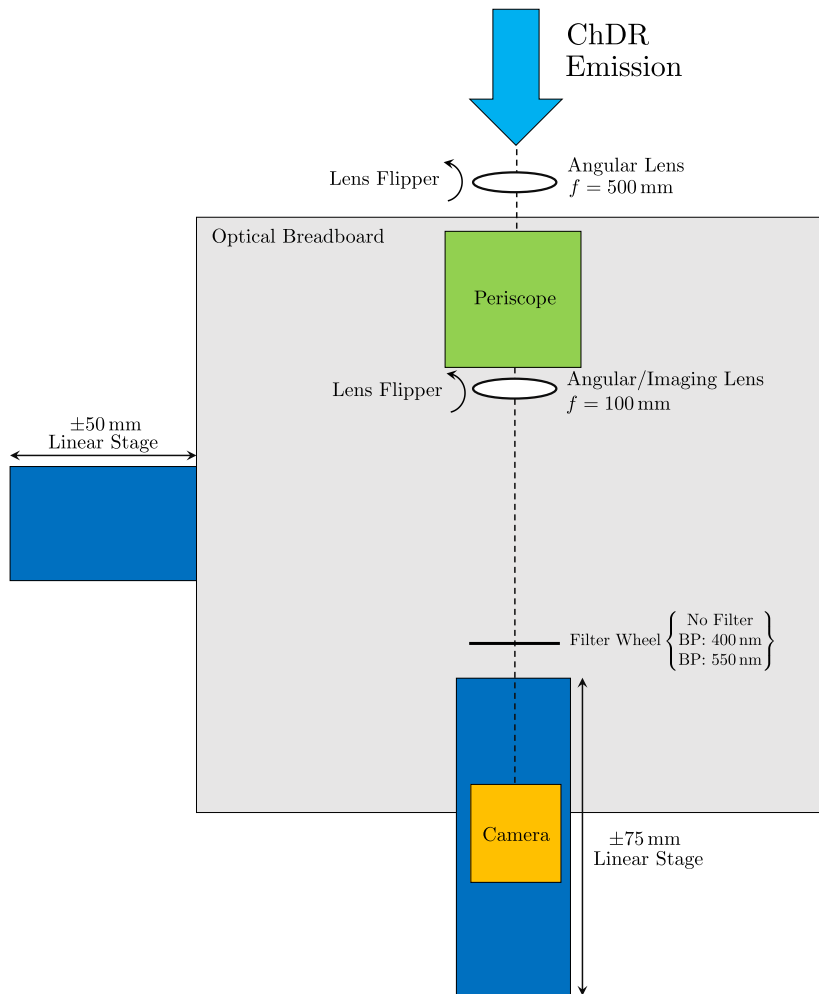 ChDR
Emission
Angular Lens
f = 500 mm
Lens Flipper
Optical Breadboard
Periscope
Angular/Imaging Lens
f = 100 mm
Lens Flipper
±50 mm
Linear Stage
Filter Wheel
No Filter
BP: 400 nm
BP: 550 nm
Camera
±75 mm
Linear Stage